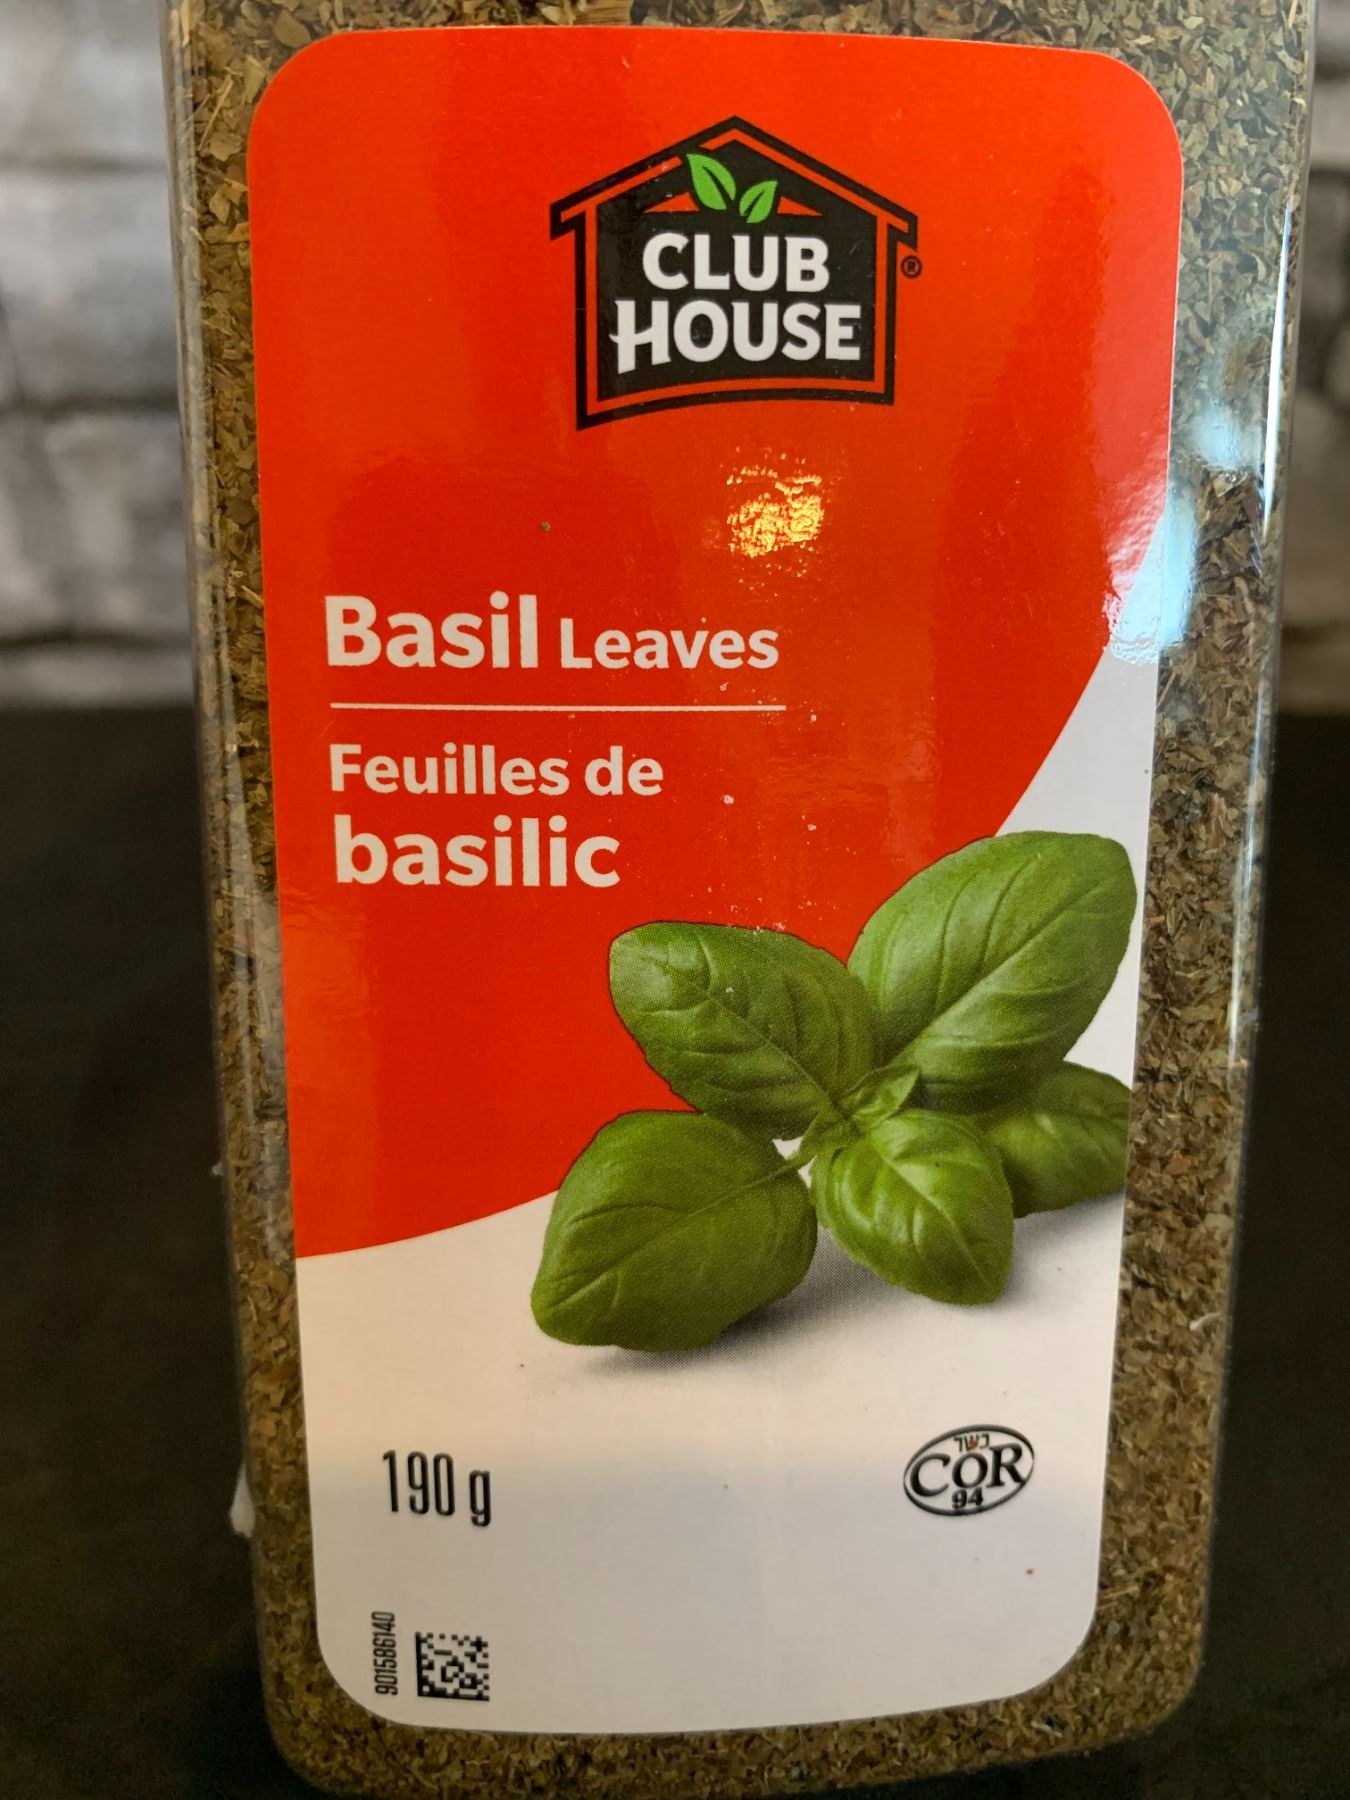 CLUB
HOUSE
®
Basil Leaves
Feuilles de
basilic
190 g
כשר
COR
94
901586140